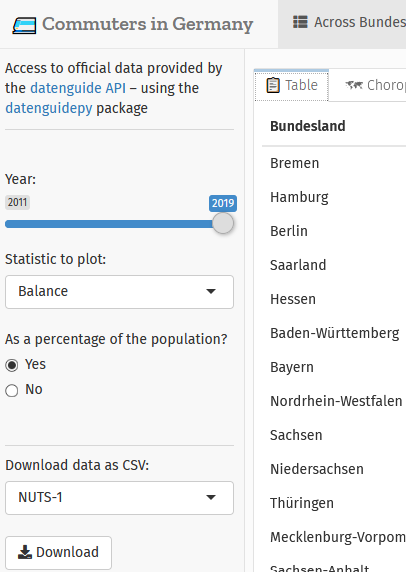 Commuters in Germany
Across Bundes
Access to official data provided by
the datenguide API – using the
datenguidepy package
Year:
2011
2019
Statistic to plot:
Balance
As a percentage of the population?
Yes
No
Download data as CSV:
NUTS-1
Download
Table
Chorop
Bundesland
Bremen
Hamburg
Berlin
Saarland
Hessen
Baden-Württemberg
Bayern
Nordrhein-Westfalen
Sachsen
Niedersachsen
Thüringen
Mecklenburg-Vorpom
Sachsen-Anhalt